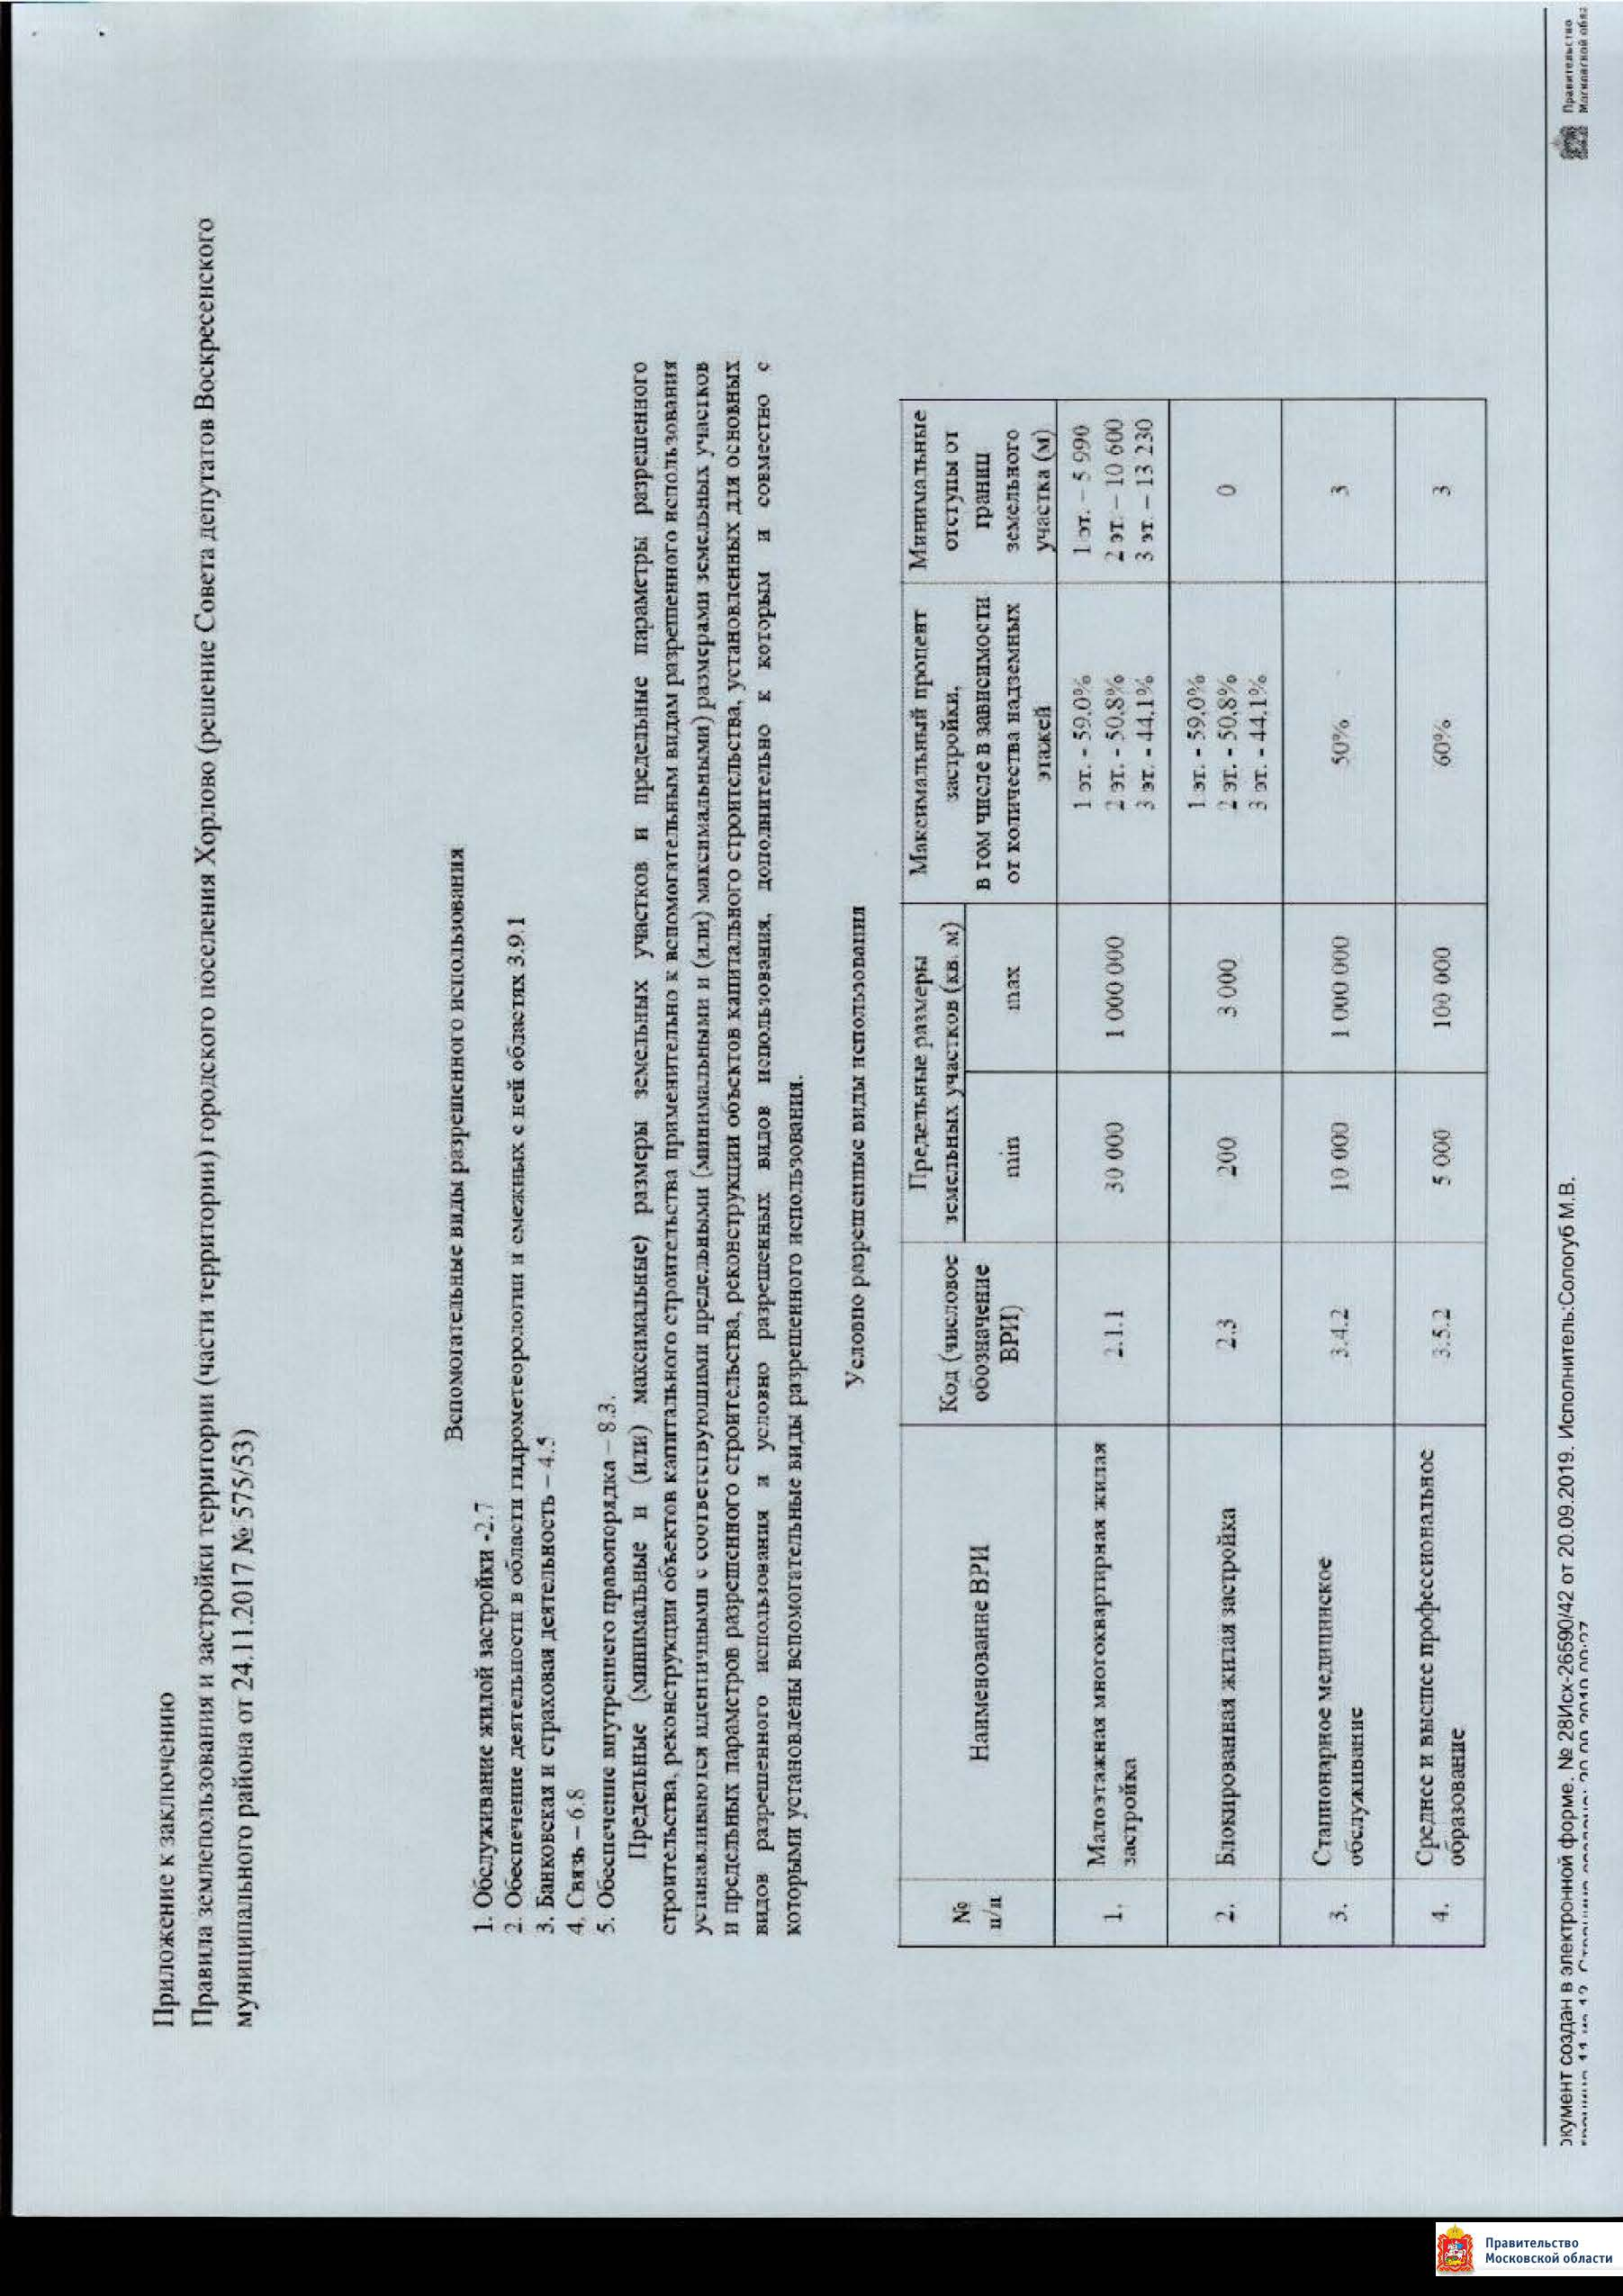 Приложение к заключению
Правила землепользования и застройки территории (части территории) городского поселения Хорлово (решение Совета депутатов Воскресенского
муниципального района от 24.11.2017 № 575/53)
Вспомогательные виды разрешенного использования
1. Обслуживание жилой застройки -2.7
2. Обеспечение деятельности в области гидрометеорологии и смежных с ней областях 3.9.1
3. Банковская и страховая деятельность – 4.5
4. Связь – 6.8
5. Обеспечение внутреннего правопорядка – 8.3.
Предельные (минимальные и (или) максимальные) размеры земельных участков и предельные параметры разрешенного
строительства, реконструкции объектов капитального строительства применительно к вспомогательным видам разрешенного использования
устанавливаются идентичными с соответствующими предельными (минимальными и (или) максимальными) размерами земельных участков
и предельных параметров разрешенного строительства, реконструкции объектов капитального строительства, установленных для основных
видов разрешенного использования и условно разрешенных видов использования, дополнительно к которым и совместно с
которыми установлены вспомогательные виды разрешенного использования.
Условно разрешенные виды использования
№ п/п
Наименование ВРИ
Код (числовое обозначение ВРИ)
Предельные размеры земельных участков (кв. м)
min
max
Максимальный процент застройки, в том числе в зависимости от количества надземных этажей
Минимальные отступы от границ земельного участка (м)
1.
Малоэтажная многоквартирная жилая застройка
2.1.1
30 000
1 000 000
1 эт. - 59,0%
2 эт. - 50,8%
3 эт. - 44,1%
1 эт. – 5 990
2 эт. – 10 600
3 эт. – 13 230
2.
Блокированная жилая застройка
2.3
200
3 000
1 эт. - 59,0%
2 эт. - 50,8%
3 эт. - 44,1%
0
3.
Стационарное медицинское обслуживание
3.4.2
10 000
1 000 000
50%
3
4.
Среднее и высшее профессиональное образование
3.5.2
5 000
100 000
60%
3
окумент создан в электронной форме. № 28Исх-26590/42 от 20.09.2019. Исполнитель:Сологуб М.В.
Правительство
Московской обла
Правительство
Московской области